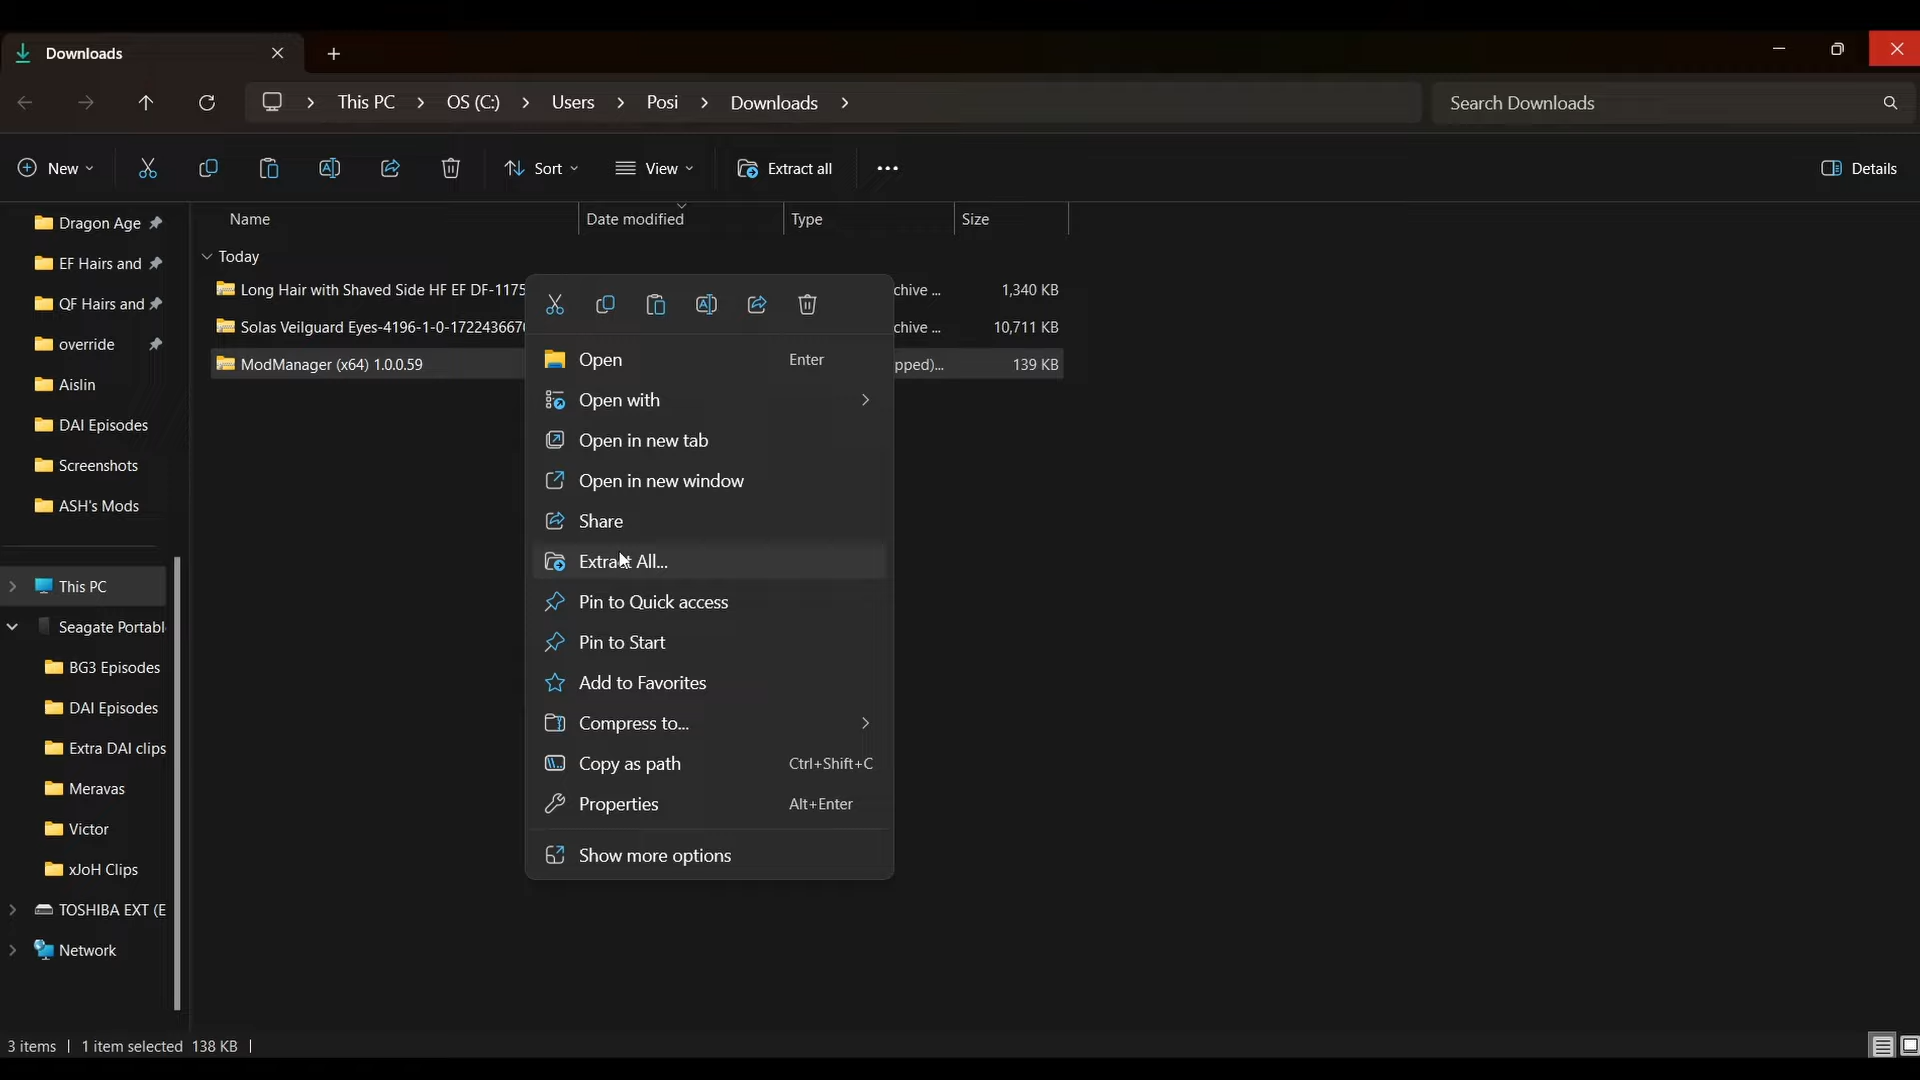 Downloads
This PC > OS (C:) > Users > Posi > Downloads >
Search Downloads
New
Sort
View
Extract all
Details
Name
Date modified
Type
Size
Today
Long Hair with Shaved Side HF EF DF-1175
chive ...
1,340 KB
Solas Veilguard Eyes-4196-1-0-1722436670
chive ...
10,711 KB
ModManager (x64) 1.0.0.59
pped)...
139 KB
Dragon Age
EF Hairs and
QF Hairs and
override
Aislin
DAI Episodes
Screenshots
ASH's Mods
This PC
Seagate Portabl
BG3 Episodes
DAI Episodes
Extra DAI clips
Meravas
Victor
xJoH Clips
TOSHIBA EXT (E
Network
Open Enter
Open with
Open in new tab
Open in new window
Share
Extract All...
Pin to Quick access
Pin to Start
Add to Favorites
Compress to...
Copy as path Ctrl+Shift+C
Properties Alt+Enter
Show more options
3 items | 1 item selected 138 KB |